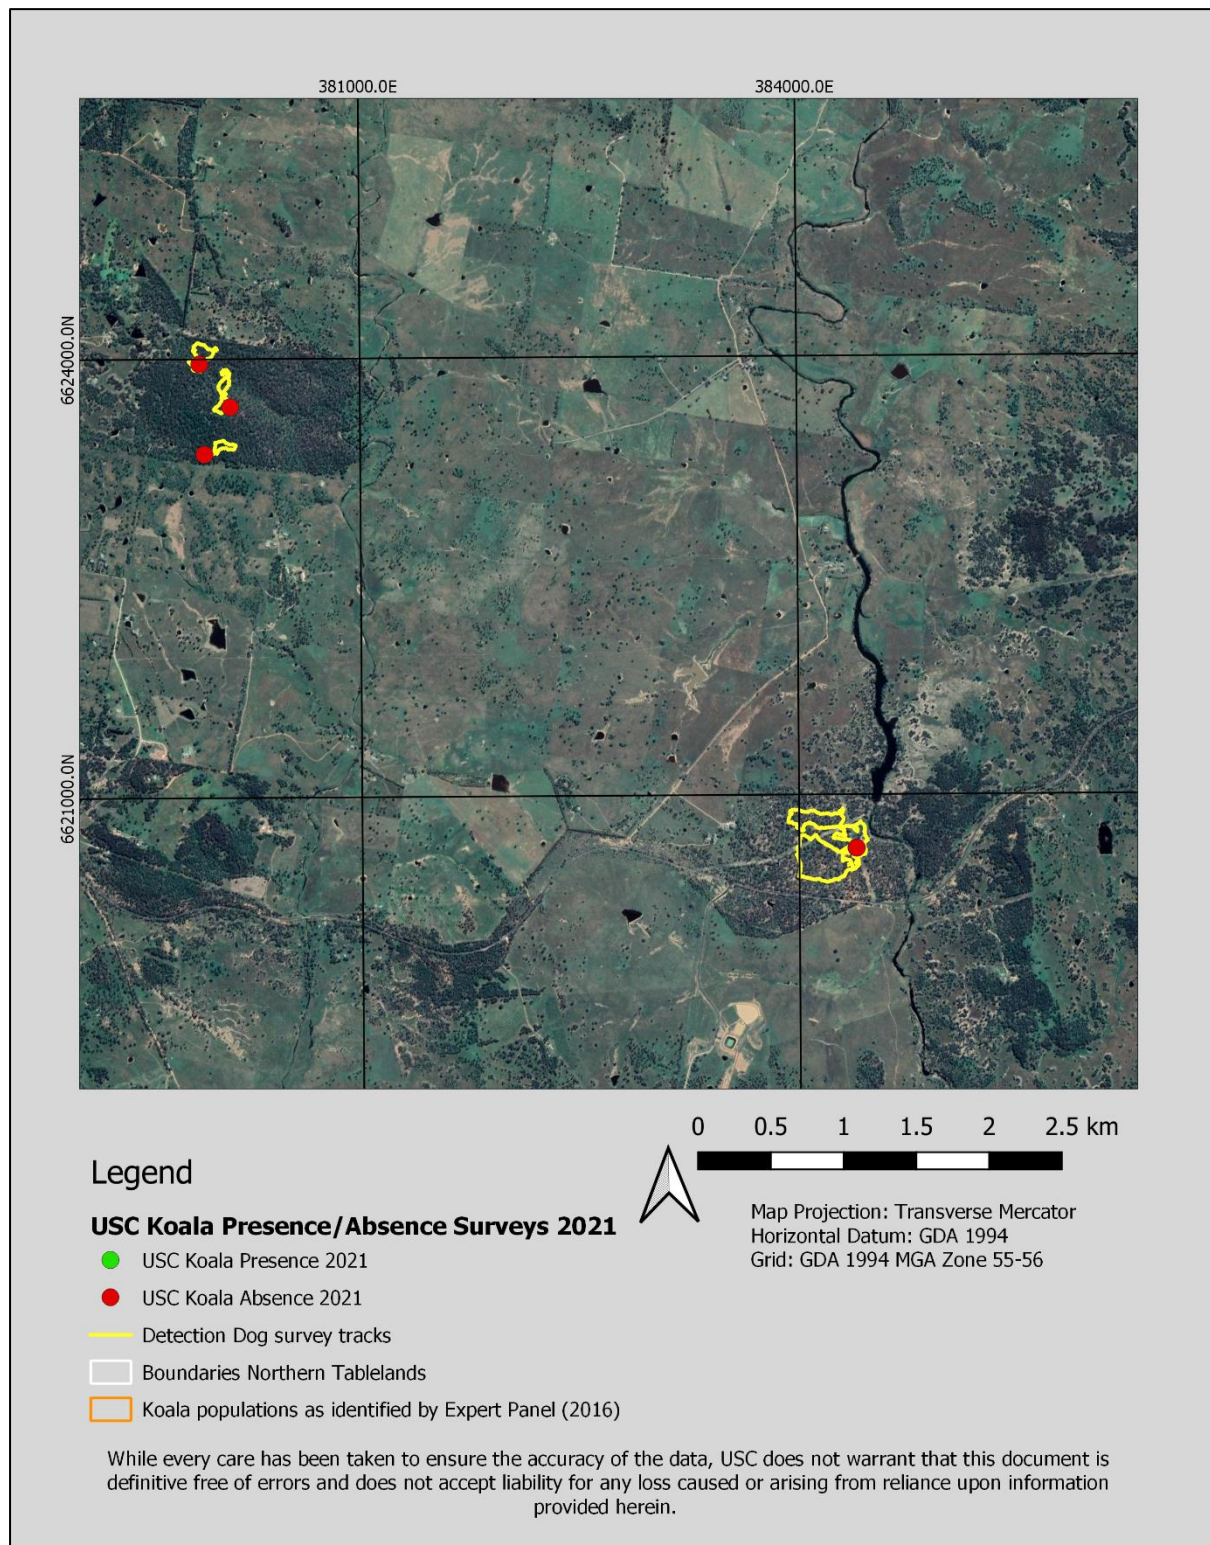 381000.0E
384000.0E
6624000.0N
6621000.0N
0 0.5 1 1.5 2 2.5 km
Legend
USC Koala Presence/Absence Surveys 2021
USC Koala Presence 2021
USC Koala Absence 2021
Detection Dog survey tracks
Boundaries Northern Tablelands
Koala populations as identified by Expert Panel (2016)
Map Projection: Transverse Mercator
Horizontal Datum: GDA 1994
Grid: GDA 1994 MGA Zone 55-56
While every care has been taken to ensure the accuracy of the data, USC does not warrant that this document is
definitive free of errors and does not accept liability for any loss caused or arising from reliance upon information
provided herein.